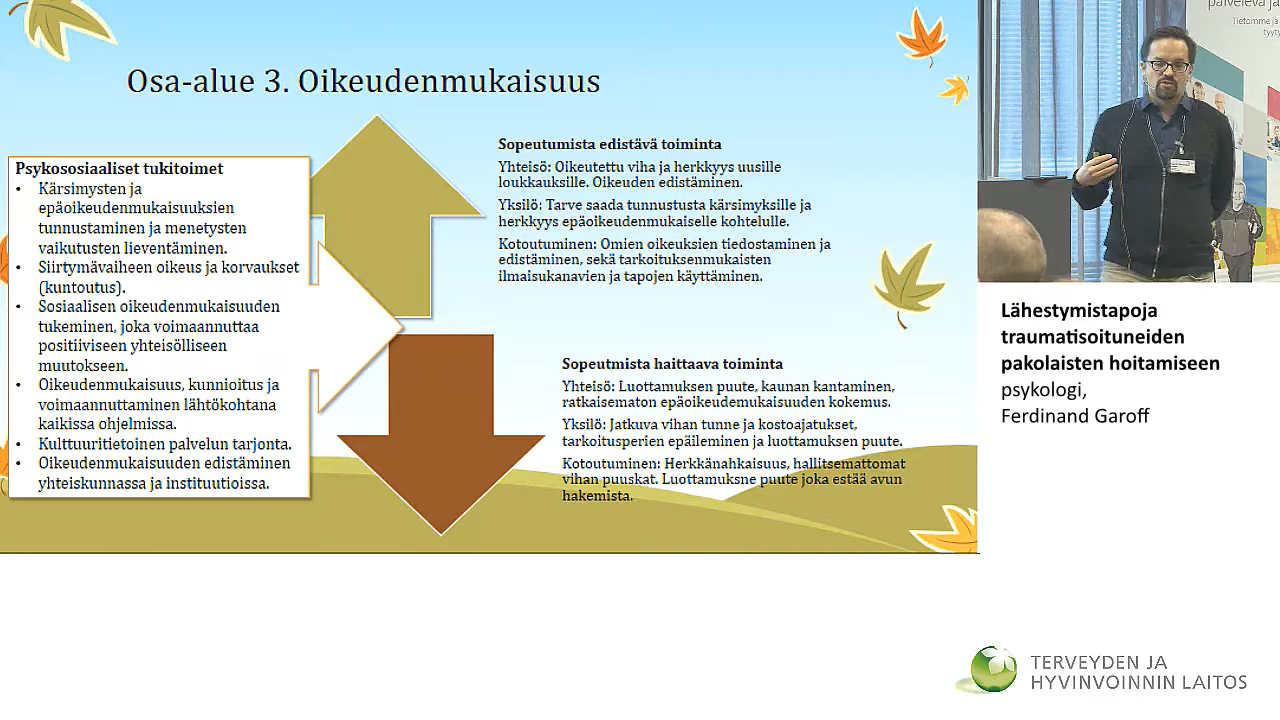 Osa-alue 3. Oikeudenmukaisuus
Psykososiaaliset tukitoimet
• Kärsimysten ja
epäoikeudenmukaisuuksien
tunnustaminen ja menetysten
vaikutusten lieventäminen.
• Siirtymävaiheen oikeus ja korvaukset
(kuntoutus).
• Sosiaalisen oikeudenmukaisuuden
tukeminen, joka voimaannuttaa
positiiviseen yhteisölliseen
muutokseen.
• Oikeudenmukaisuus, kunnioitus ja
voimaannuttaminen lähtökohtana
kaikissa ohjelmissa.
• Kulttuuritietoinen palvelun tarjonta.
• Oikeudenmukaisuuden edistäminen
yhteiskunnassa ja instituutioissa.
Sopeutumista edistävä toiminta
Yhteisö: Oikeutettu viha ja herkkyys uusille
loukkauksille. Oikeuden edistäminen.
Yksilö: Tarve saada tunnustusta kärsimyksille ja
herkkyys epäoikeudenmukaiselle kohtelulle.
Kotoutuminen: Omien oikeuksien tiedostaminen ja
edistäminen, sekä tarkoituksenmukaisten
ilmaisukanavien ja tapojen käyttäminen.
Sopeutmista haittaava toiminta
Yhteisö: Luottamuksen puute, kaunan kantaminen,
ratkaisematon epäoikeudemukaisuuden kokemus.
Yksilö: Jatkuva vihan tunne ja kostoajatukset,
tarkoitusperien epäileminen ja luottamuksen puute.
Kotoutuminen: Herkkänahkaisuus, hallitsemattomat
vihan puuskat. Luottamuksne puute joka estää avun
hakemista.
palveleva ja
Tietomme ja
tyyty
Lähestymistapoja
traumatisoituneiden
pakolaisten hoitamiseen
psykologi,
Ferdinand Garoff
TERVEYDEN JA
HYVINVOINNIN LAITOS